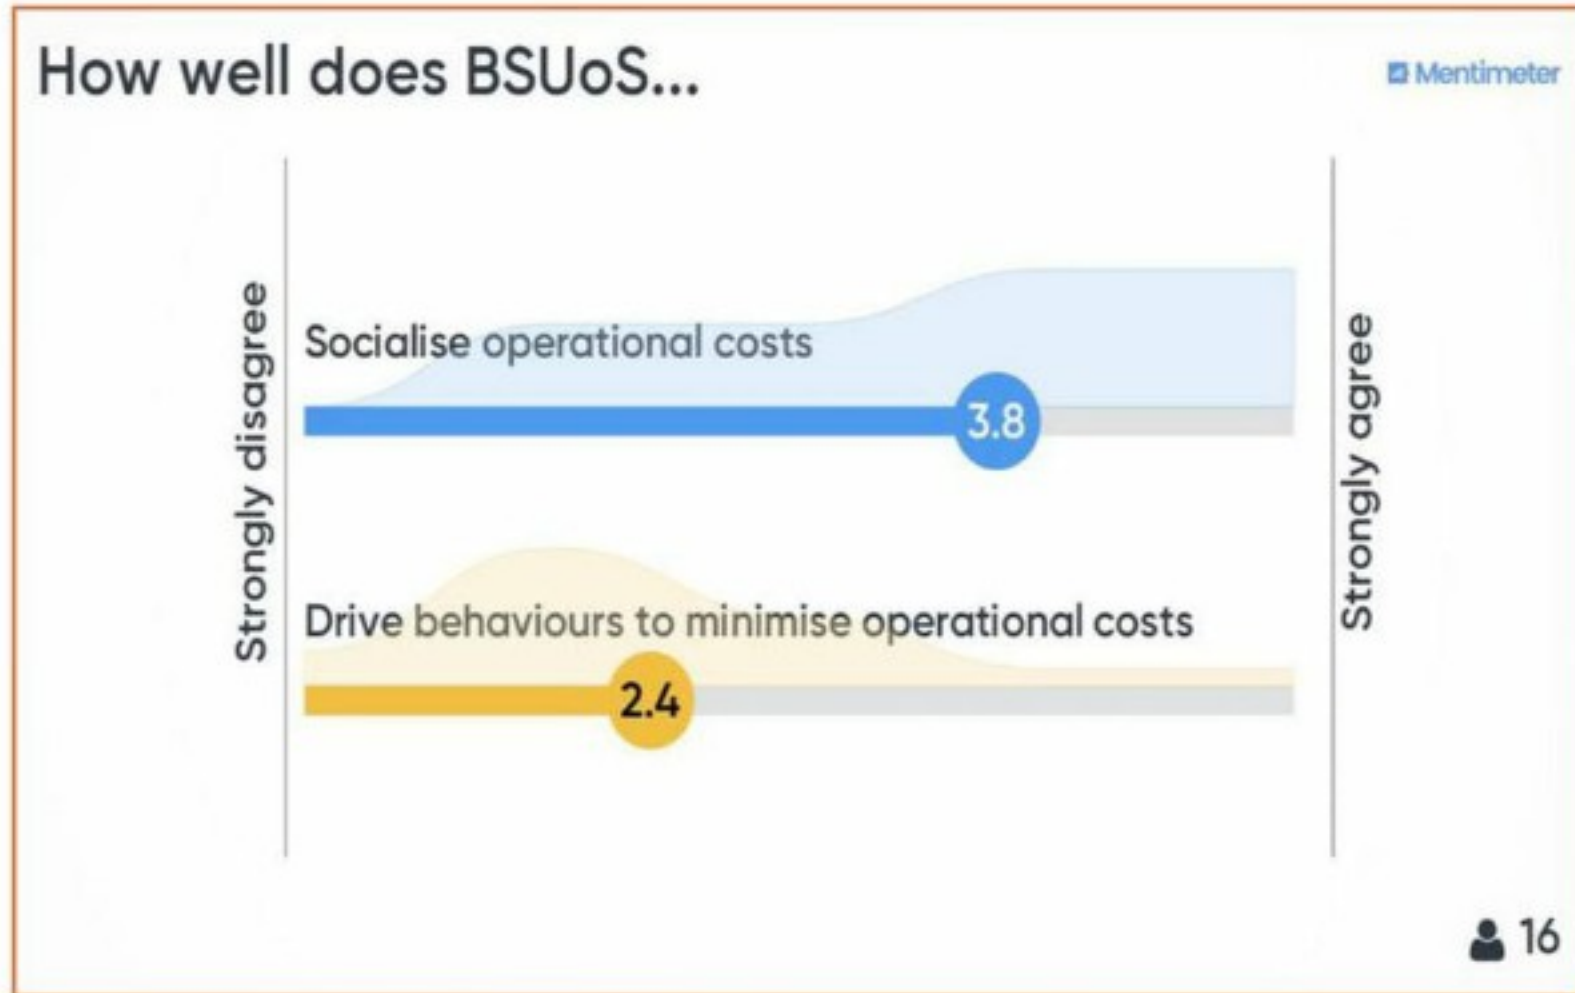 How well does BSUoS...
Mentimeter
Strongly disagree
Socialise operational costs
3.8
Drive behaviours to minimise operational costs
2.4
Strongly agree
16